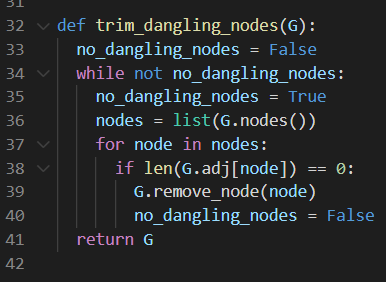 31
32 def trim_dangling_nodes(G):
33   no_dangling_nodes = False
34   while not no_dangling_nodes:
35     no_dangling_nodes = True
36     nodes = list(G.nodes())
37     for node in nodes:
38       if len(G.adj[node]) == 0:
39         G.remove_node(node)
40         no_dangling_nodes = False
41   return G
42